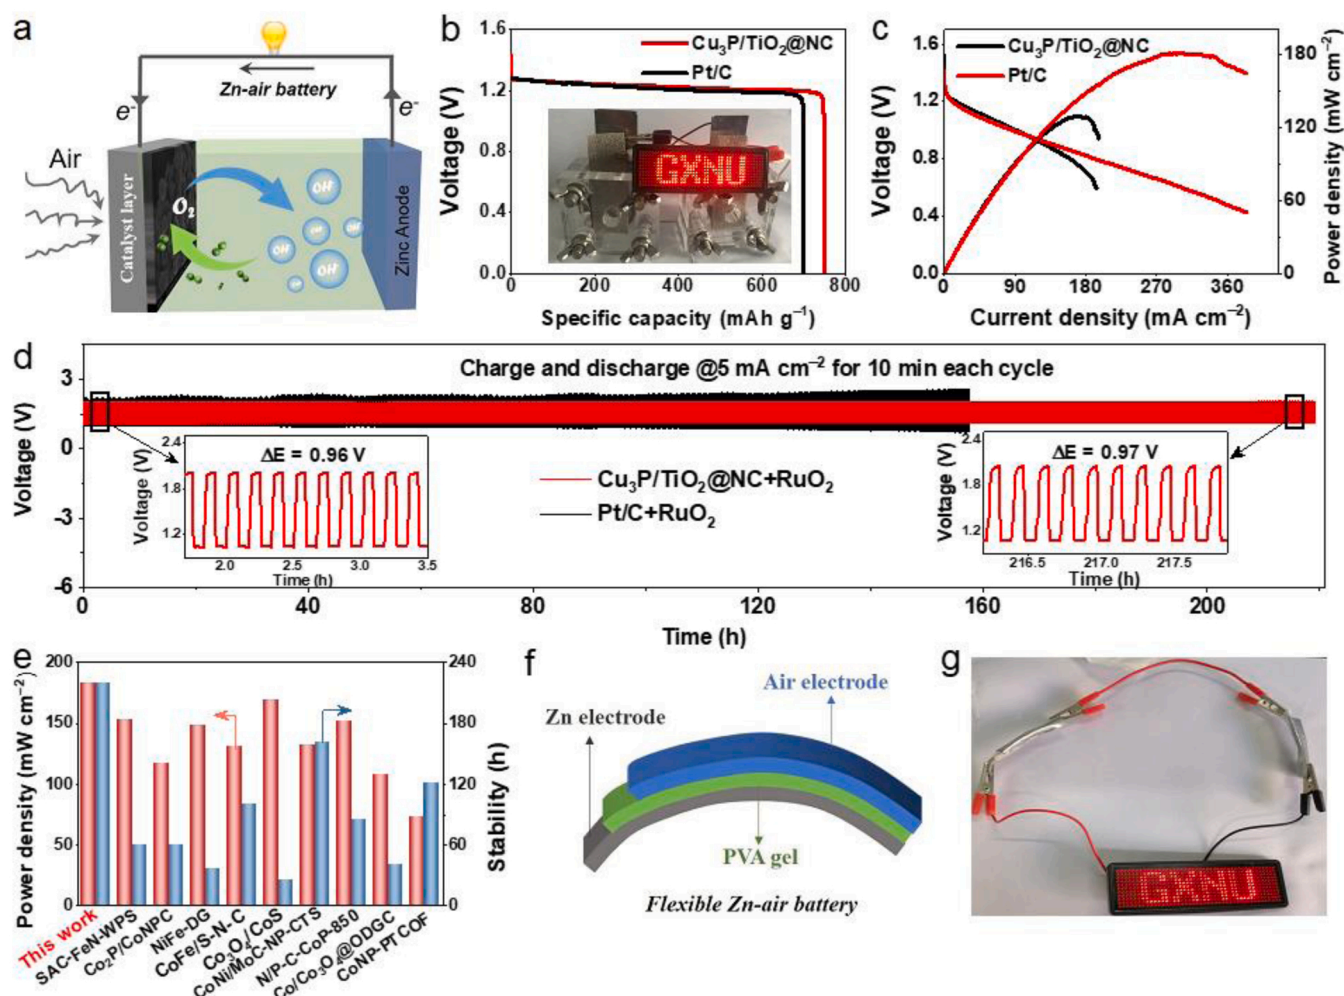 a
Zn-air battery
e-
e-
Air
Catalyst layer
O2
OH-
OH-
OH-
OH-
Zinc Anode
b
Cu3P/TiO2@NC
Pt/C
GXNU
Voltage (V)
1.6
1.2
0.8
0.4
0.0
0 200 400 600 800
Specific capacity (mAh g–1)
c
Cu3P/TiO2@NC
Pt/C
Voltage (V)
1.6
1.2
0.8
0.4
0.0
0 90 180 270 360
Current density (mA cm–2)
180
120
60
0
Power density (mW cm–2)
d
Charge and discharge @5 mA cm–2 for 10 min each cycle
Voltage (V)
3
0
-3
-6
ΔE = 0.96 V
Voltage (V)
2.4
1.8
1.2
2.0 2.5 3.0 3.5
Time (h)
Cu3P/TiO2@NC+RuO2
Pt/C+RuO2
ΔE = 0.97 V
Voltage (V)
2.4
1.8
1.2
216.5 217.0 217.5
Time (h)
0 40 80 120 160 200
Time (h)
e
Power density (mW cm–2)
200
150
100
50
0
240
180
120
60
0
Stability (h)
This work
SAC-FeN-WPS
Co2P/CoNPC
NiFe-DG
CoFe/S-N-C
Co3O4/CoS
CoNi/MoC-NP-CTS
N/P-C-CoP-850
Co/Co3O4@ODGC
CoNP-PTCOF
f
Air electrode
Zn electrode
PVA gel
Flexible Zn-air battery
g
GXNU